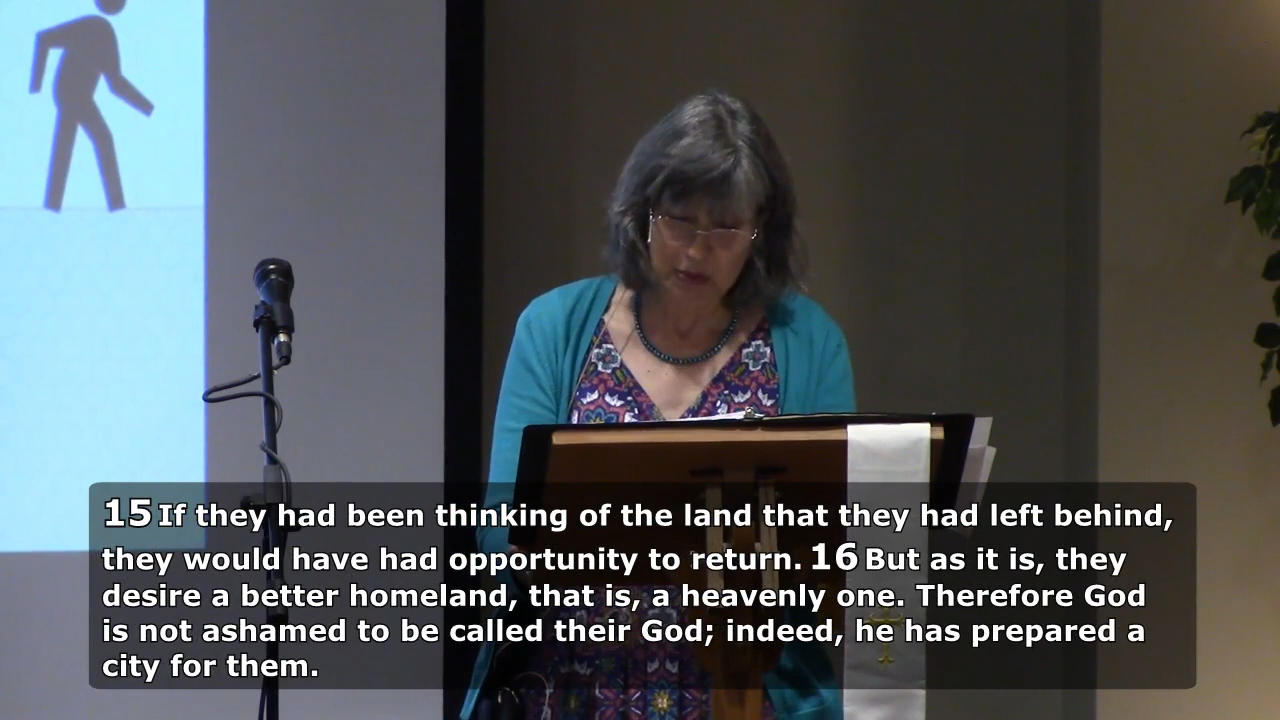 15 If they had been thinking of the land that they had left behind,
they would have had opportunity to return. 16 But as it is, they
desire a better homeland, that is, a heavenly one. Therefore God
is not ashamed to be called their God; indeed, he has prepared a
city for them.